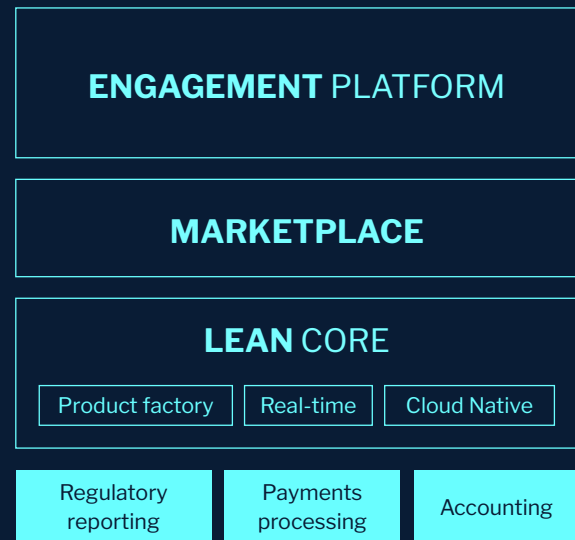 ENGAGEMENT PLATFORM
MARKETPLACE
LEAN CORE
Product factory
Real-time
Cloud Native
Regulatory
reporting
Payments
processing
Accounting